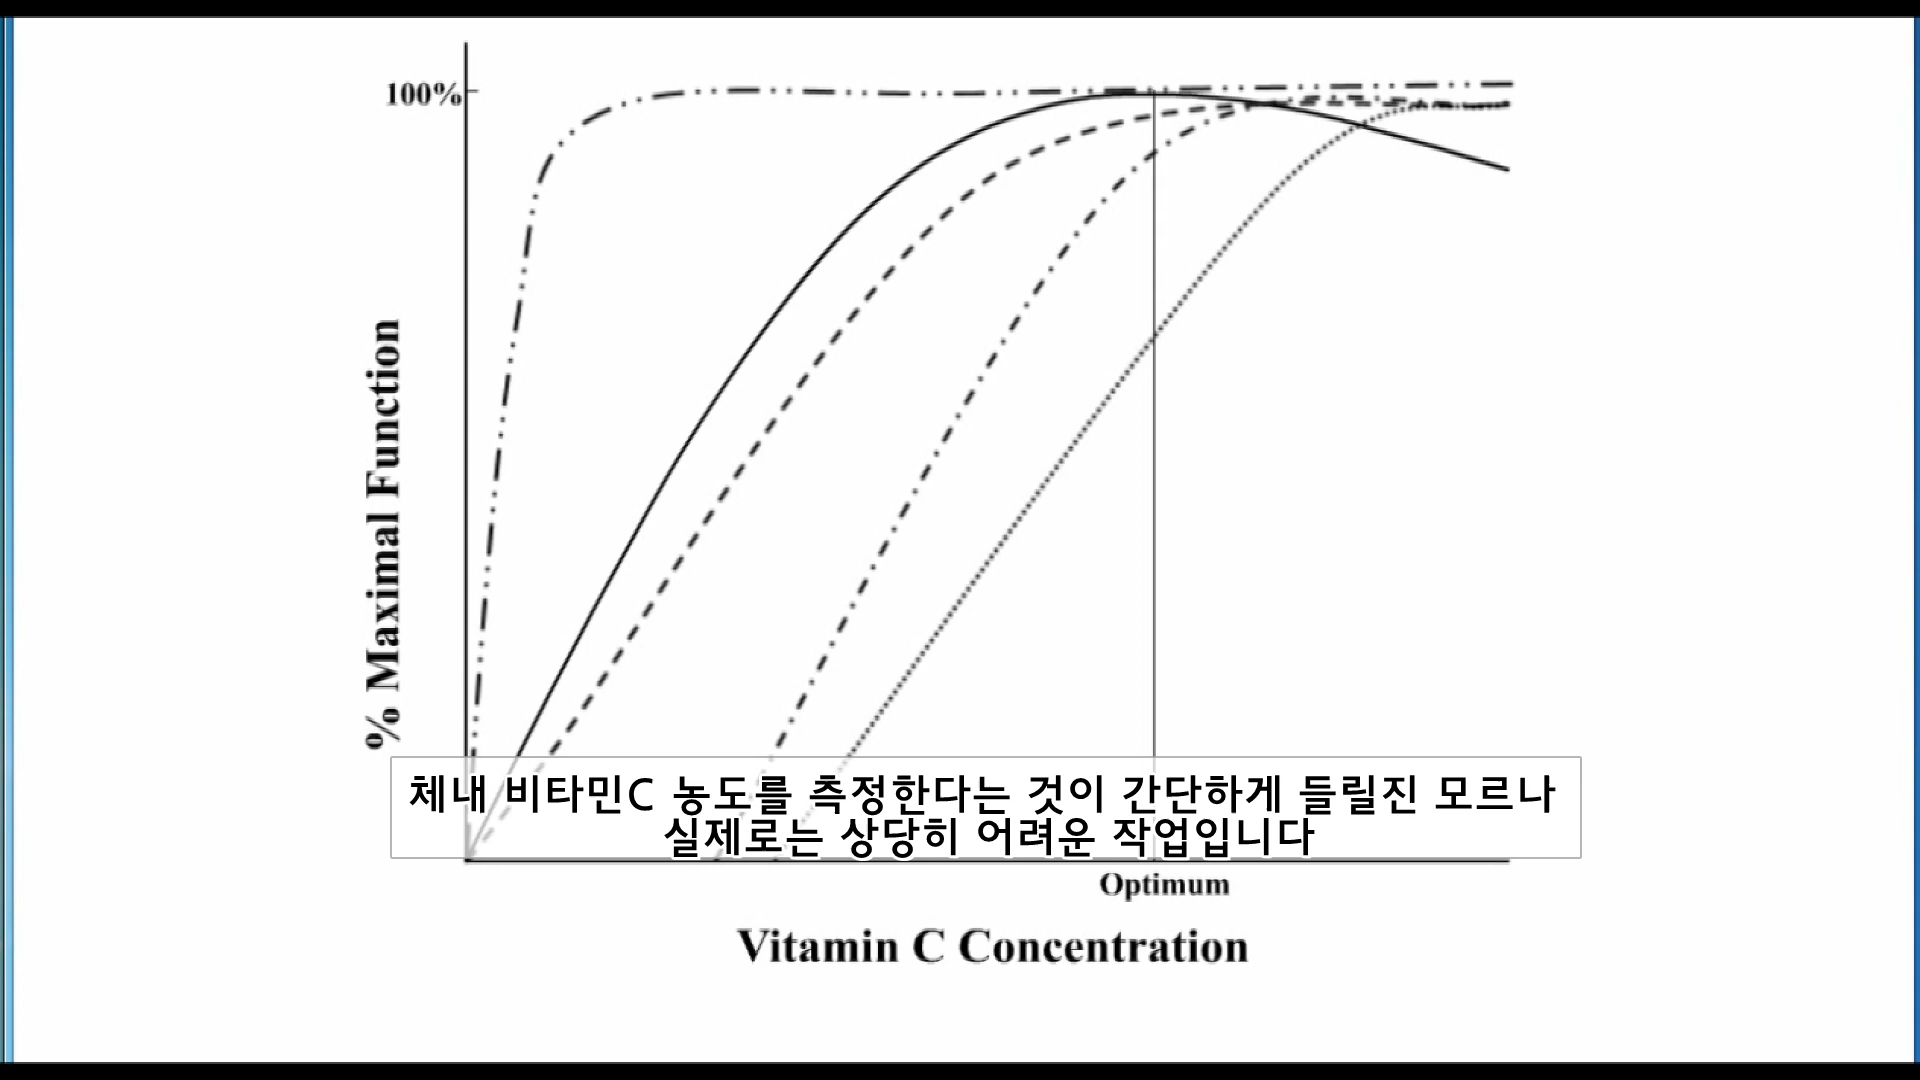 100%
% Maximal Function
체내 비타민C 농도를 측정한다는 것이 간단하게 들릴진 모르나
실제로는 상당히 어려운 작업입니다
Optimum
Vitamin C Concentration